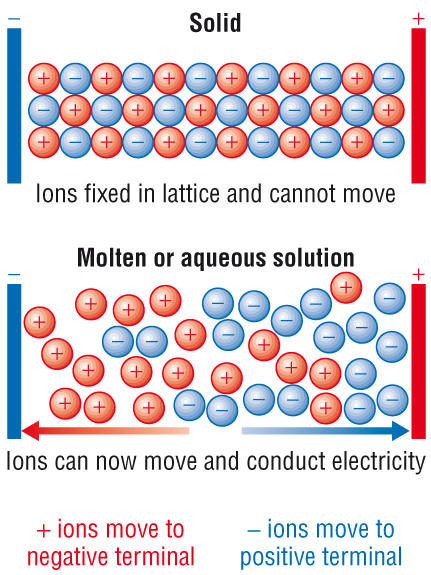 Solid
− +
Ions fixed in lattice and cannot move
Molten or aqueous solution
− +
Ions can now move and conduct electricity
+ ions move to
negative terminal
− ions move to
positive terminal